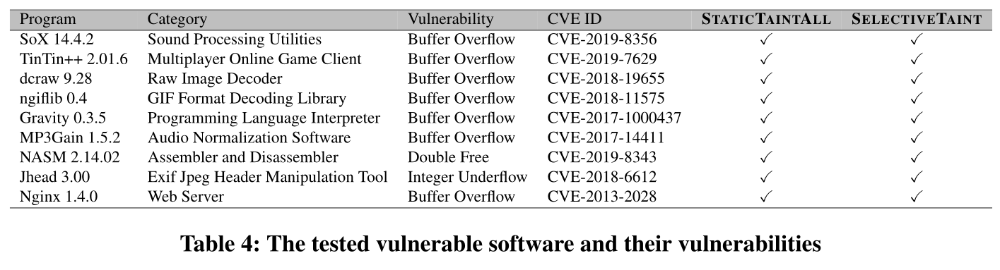 Program Category Vulnerability CVE ID STATICTAINTALL SELECTIVETAINT
SoX 14.4.2 Sound Processing Utilities Buffer Overflow CVE-2019-8356 ✓ ✓
TinTin++ 2.01.6 Multiplayer Online Game Client Buffer Overflow CVE-2019-7629 ✓ ✓
dcraw 9.28 Raw Image Decoder Buffer Overflow CVE-2018-19655 ✓ ✓
ngiflib 0.4 GIF Format Decoding Library Buffer Overflow CVE-2018-11575 ✓ ✓
Gravity 0.3.5 Programming Language Interpreter Buffer Overflow CVE-2017-1000437 ✓ ✓
MP3Gain 1.5.2 Audio Normalization Software Buffer Overflow CVE-2017-14411 ✓ ✓
NASM 2.14.02 Assembler and Disassembler Double Free CVE-2019-8343 ✓ ✓
Jhead 3.00 Exif Jpeg Header Manipulation Tool Integer Underflow CVE-2018-6612 ✓ ✓
Nginx 1.4.0 Web Server Buffer Overflow CVE-2013-2028 ✓ ✓
Table 4: The tested vulnerable software and their vulnerabilities